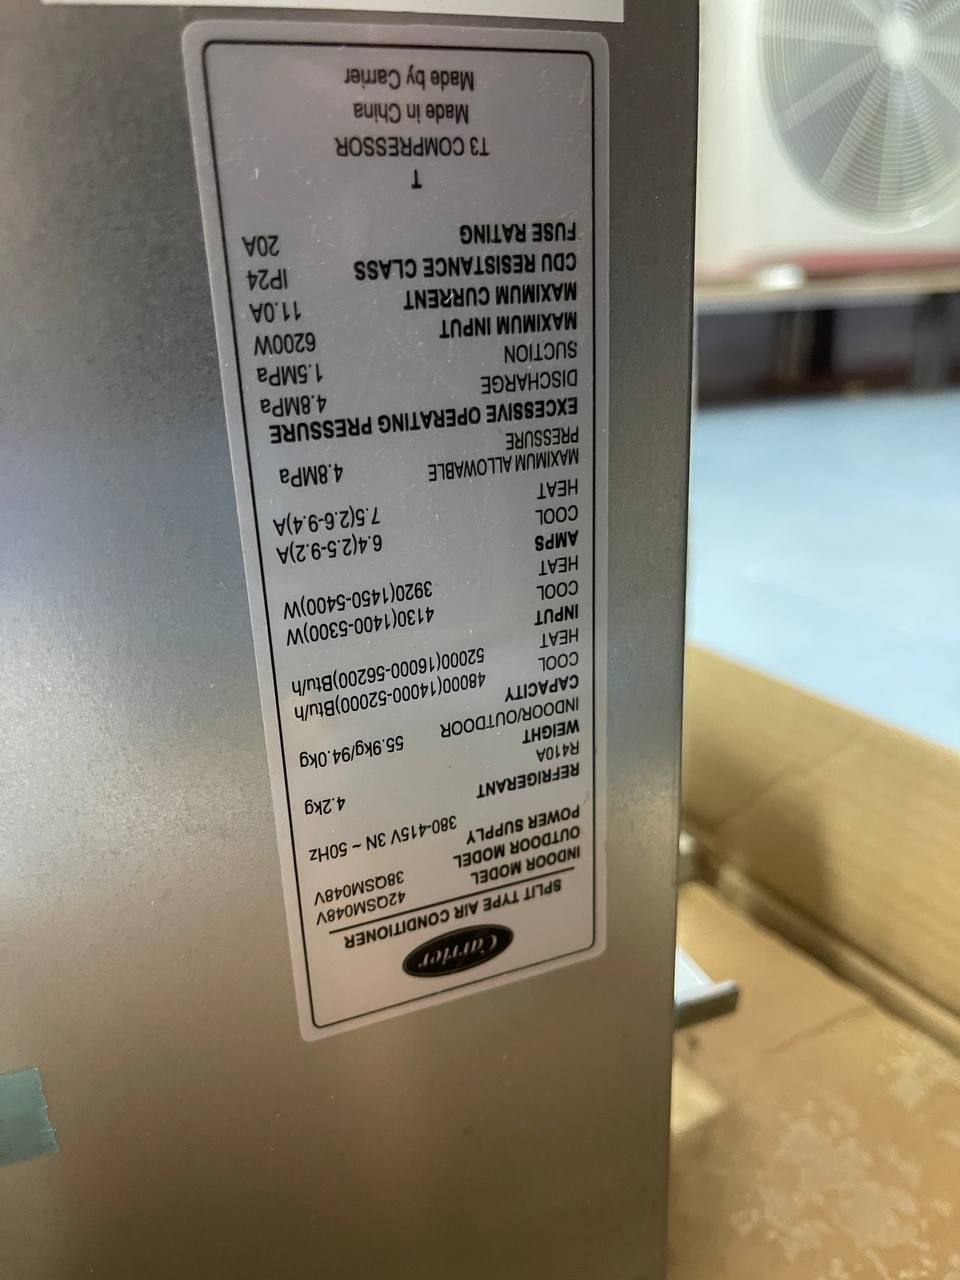 Carrier
SPLIT TYPE AIR CONDITIONER
INDOOR MODEL 42QSM048V
OUTDOOR MODEL 38QSM048V
POWER SUPPLY 380-415V 3N ~ 50Hz
REFRIGERANT
R410A 4.2kg
WEIGHT
INDOOR/OUTDOOR 55.9kg/94.0kg
CAPACITY
COOL 48000(14000-52000)Btu/h
HEAT 52000(16000-56200)Btu/h
INPUT
COOL 4130(1400-5300)W
HEAT 3920(1450-5400)W
AMPS
COOL 6.4(2.5-9.2)A
HEAT 7.5(2.6-9.4)A
MAXIMUM ALLOWABLE
PRESSURE 4.8MPa
EXCESSIVE OPERATING PRESSURE
DISCHARGE 4.8MPa
SUCTION 1.5MPa
MAXIMUM INPUT 6200W
MAXIMUM CURRENT 11.0A
CDU RESISTANCE CLASS IP24
FUSE RATING 20A
T
T3 COMPRESSOR
Made in China
Made by Carrier